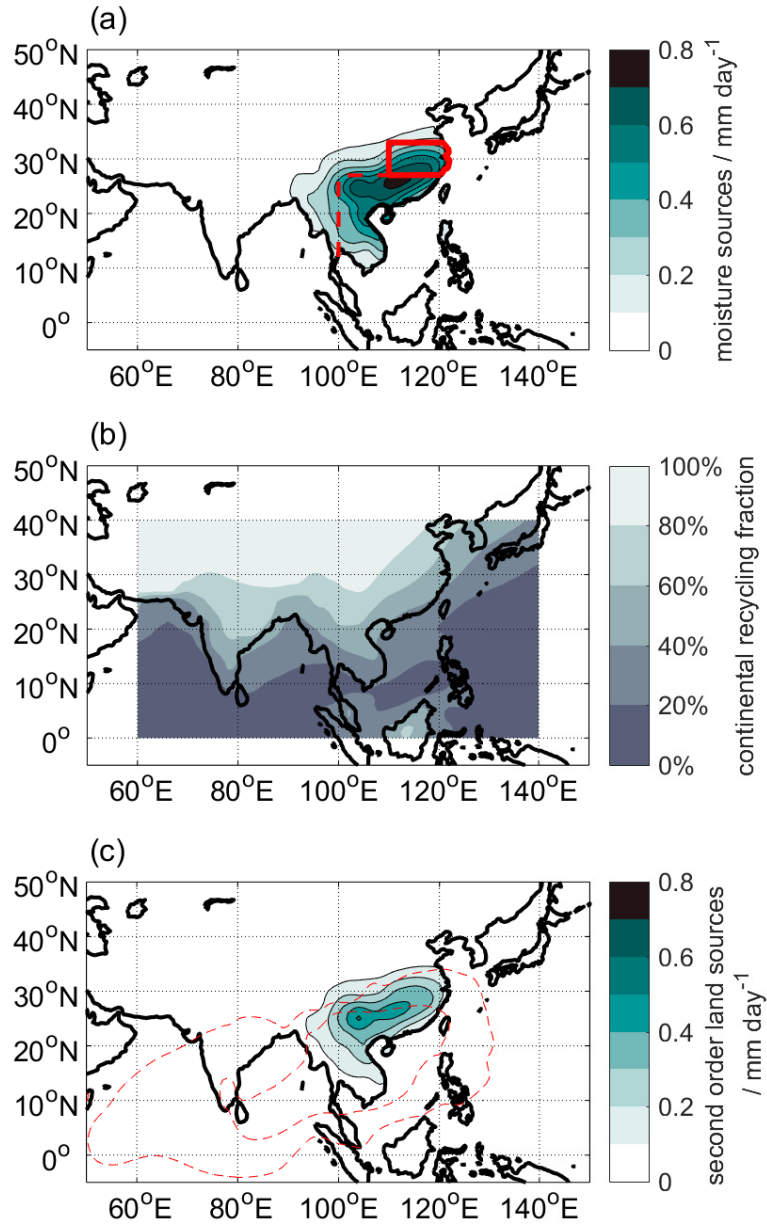 (a)
50°N
40°N
30°N
20°N
10°N
0°
60°E 80°E 100°E 120°E 140°E
0.8
0.6
0.4
0.2
0
moisture sources / mm day-1
(b)
50°N
40°N
30°N
20°N
10°N
0°
60°E 80°E 100°E 120°E 140°E
100%
80%
60%
40%
20%
0%
continental recycling fraction
(c)
50°N
40°N
30°N
20°N
10°N
0°
60°E 80°E 100°E 120°E 140°E
0.8
0.6
0.4
0.2
0
second order land sources
/ mm day-1